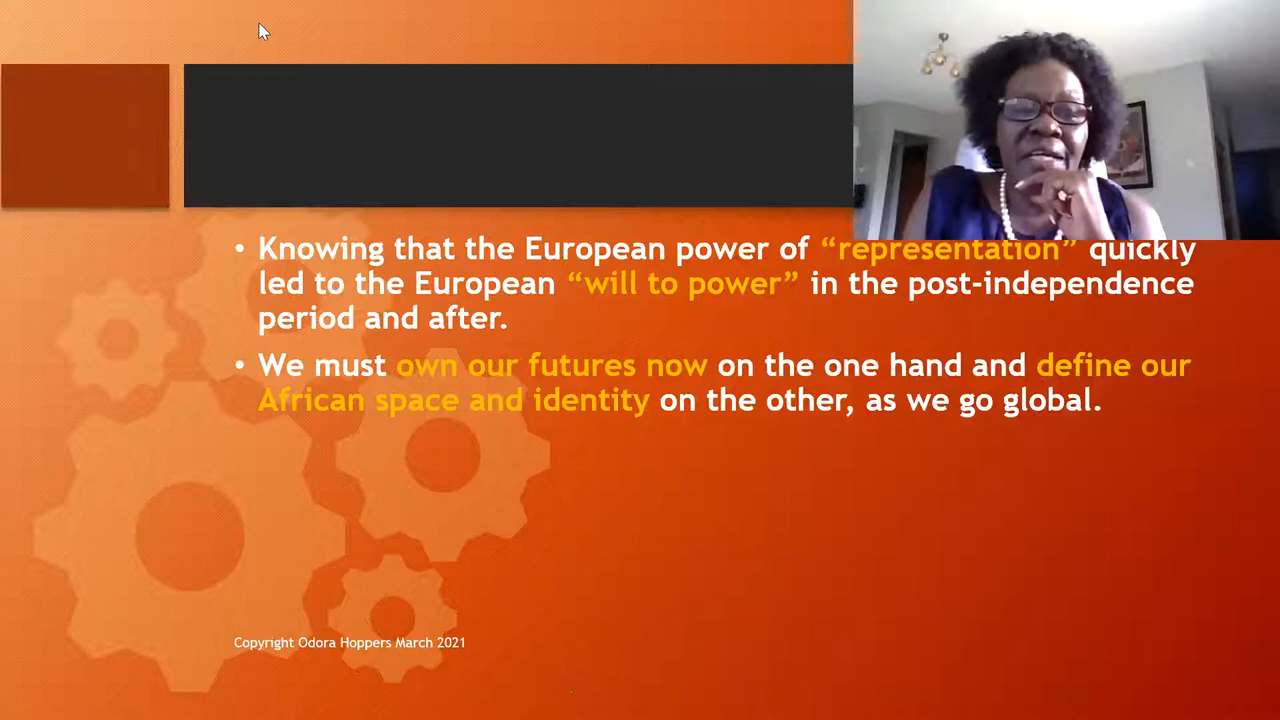 • Knowing that the European power of “representation” quickly
led to the European “will to power” in the post-independence
period and after.
• We must own our futures now on the one hand and define our
African space and identity on the other, as we go global.
Copyright Odora Hoppers March 2021